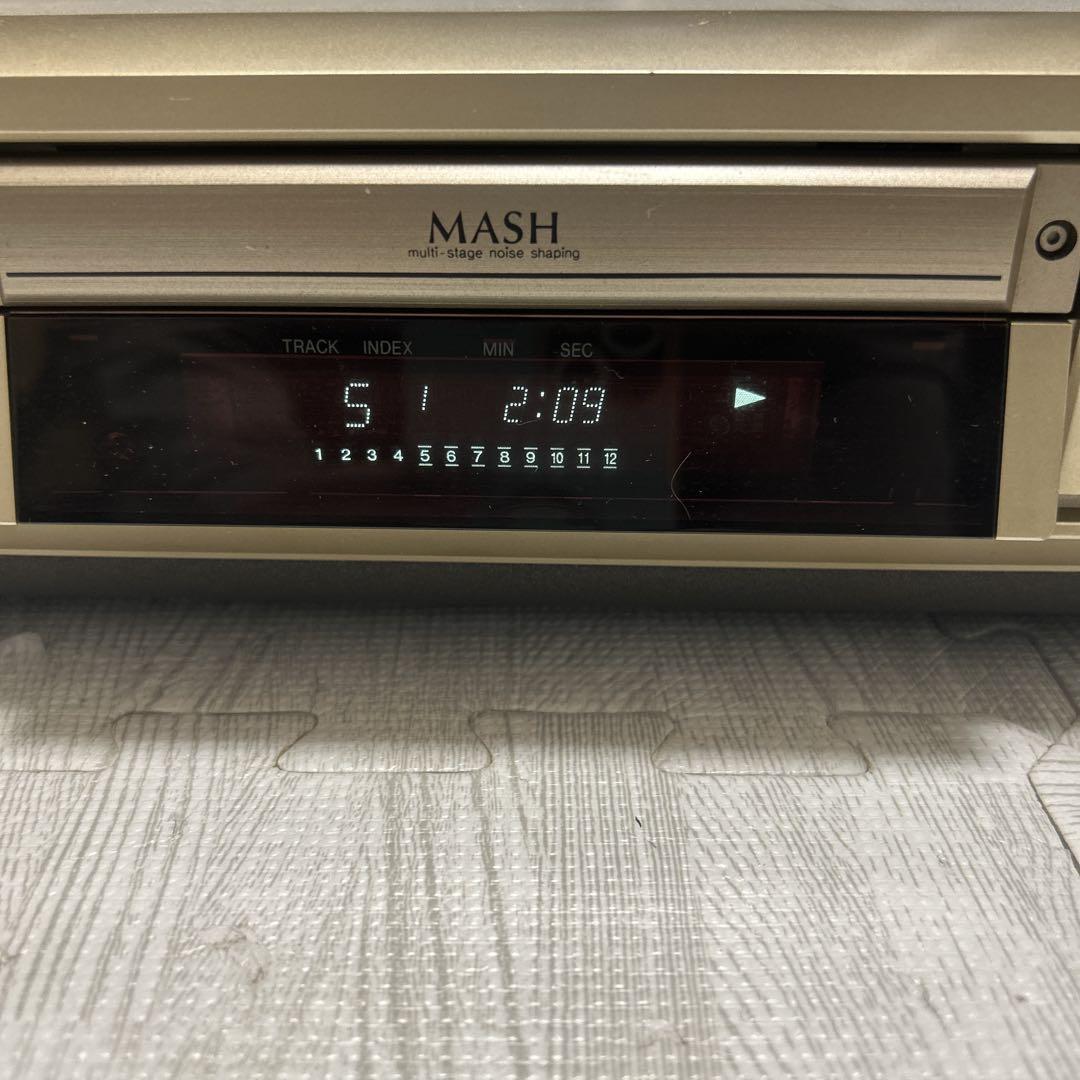 MASH
multi-stage noise shaping
TRACK INDEX MIN SEC
5 1 2:09
1 2 3 4 5 6 7 8 9 10 11 12